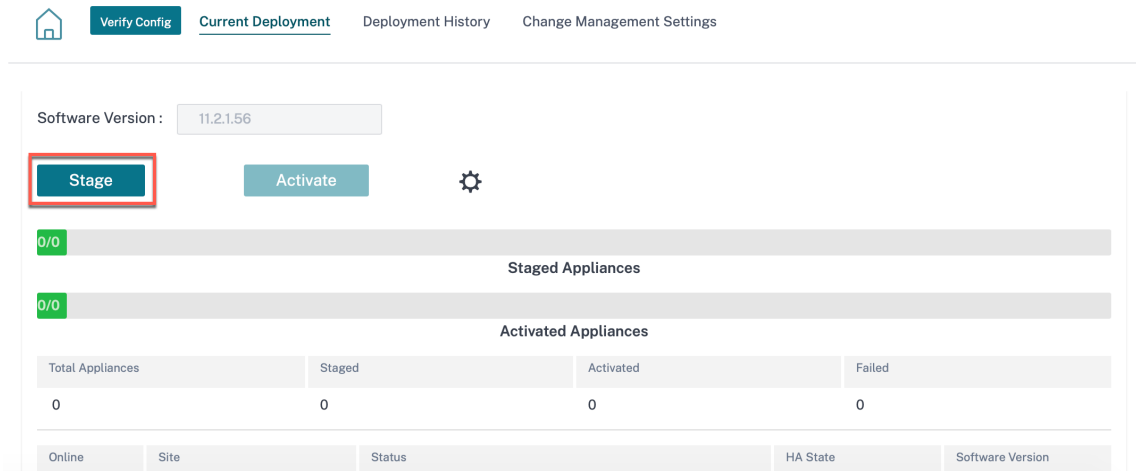 Verify Config Current Deployment Deployment History Change Management Settings
Software Version : 11.2.1.56
Stage Activate
0/0
Staged Appliances
0/0
Activated Appliances
Total Appliances Staged Activated Failed
0 0 0 0
Online Site Status HA State Software Version